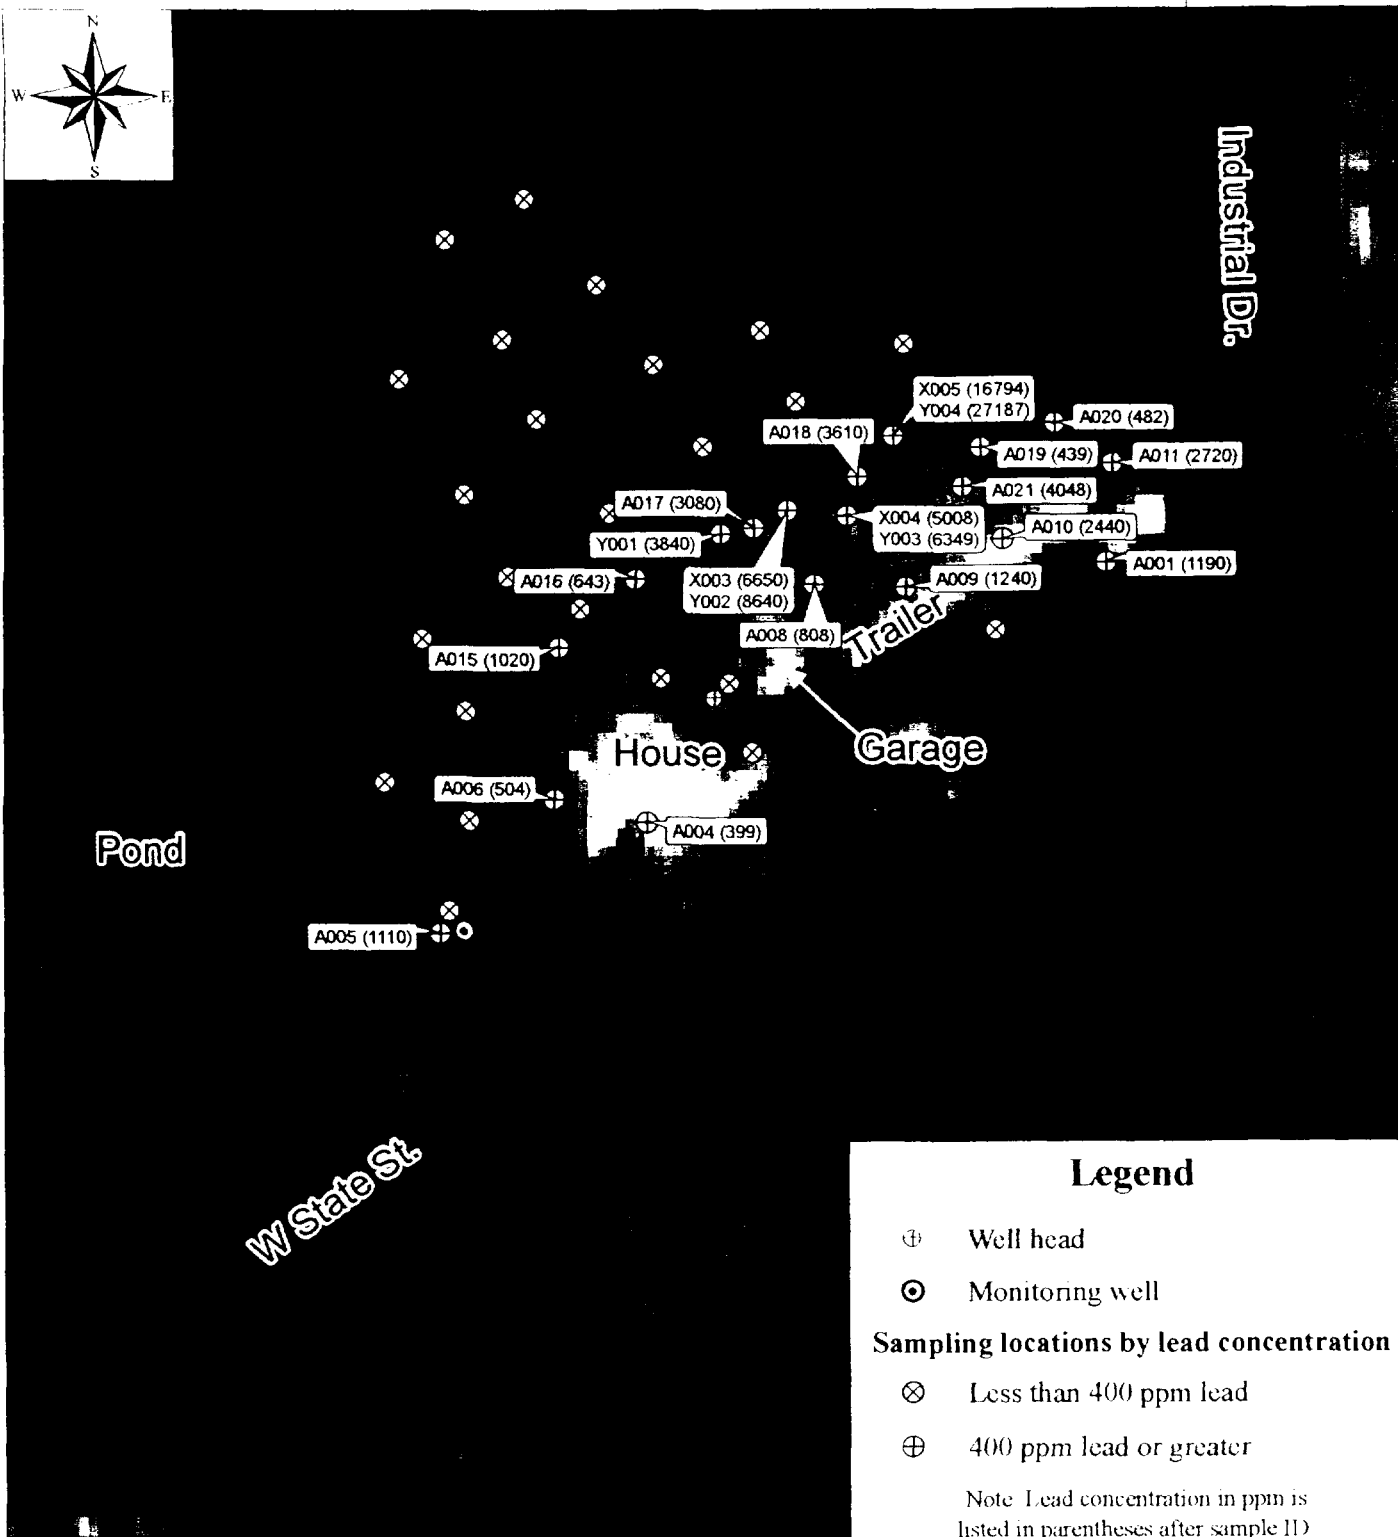 N
W E
S
Industrial Dr.
X005 (16794)
Y004 (27187)
A020 (482)
A018 (3610)
A019 (439)
A011 (2720)
A021 (4048)
A017 (3080)
X004 (5008)
Y003 (6349)
A010 (2440)
Y001 (3840)
A001 (1190)
A016 (643)
X003 (6650)
Y002 (8640)
A009 (1240)
A008 (808)
Trailer
A015 (1020)
House
Garage
A006 (504)
A004 (399)
Pond
A005 (1110)
W State St.
Legend
Well head
Monitoring well
Sampling locations by lead concentration
Less than 400 ppm lead
400 ppm lead or greater
Note Lead concentration in ppm is
listed in parentheses after sample ID